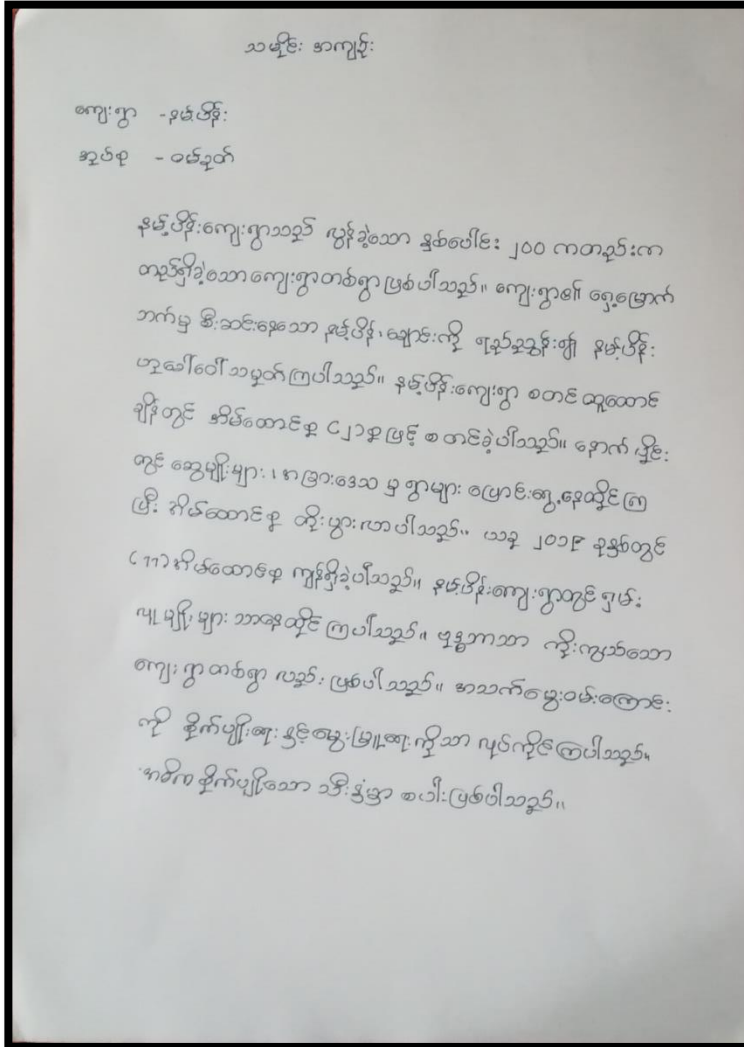 သမိုင်း အကျဉ်း
ကျေးရွာ - နမ့်ပိန်း
အုပ်စု - ဝမ်ခုတ်
နမ့်ပိန်းကျေးရွာသည် လွန်ခဲ့သော နှစ်ပေါင်း ၂၀၀ ကတည်းက
တည်ရှိခဲ့သော ကျေးရွာတစ်ရွာ ဖြစ်ပါသည်။ ကျေးရွာ၏ ရှေ့မြောက်
ဘက်မှ စီးဆင်းနေသော နမ့်ပိန်းချောင်းကို ရည်ညွှန်း၍ နမ့်ပိန်း
ဟုခေါ်ဝေါ် သမုတ်ကြပါသည်။ နမ့်ပိန်းကျေးရွာ စတင်ထူထောင်
ချိန်တွင် အိမ်ထောင်စု (၂၁)စု ဖြင့် စတင်ခဲ့ပါသည်။ နောက်ပိုင်း
တွင် ဆွေမျိုးများ၊ အခြားဒေသ မှ ရွာများ ပြောင်းရွှေ့နေထိုင်ကြ
ပြီး အိမ်ထောင်စု တိုးပွားလာပါသည်။ ယခု ၂၀၁၉ ခုနှစ်တွင်
(၁၁)အိမ်ထောင်စု ကျန်ရှိခဲ့ပါသည်။ နမ့်ပိန်းကျေးရွာတွင် ရှမ်း
လူမျိုးများ သာနေထိုင်ကြပါသည်။ ဗုဒ္ဓဘာသာ ကိုးကွယ်သော
ကျေးရွာတစ်ရွာ လည်း ဖြစ်ပါသည်။ အသက်မွေးဝမ်းကြောင်း
ကို စိုက်ပျိုးရေး နှင့်မွေးမြူရေးကိုသာ လုပ်ကိုင်ကြပါသည်။
အဓိက စိုက်ပျိုးသော သီးနှံမှာ စပါးဖြစ်ပါသည်။